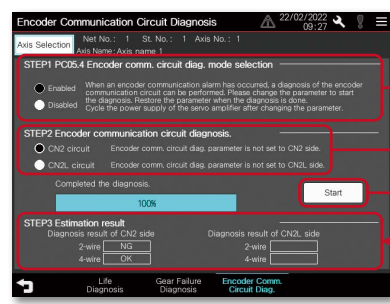 Encoder Communication Circuit Diagnosis
22/02/2022
09:27
Axis Selection
Net No.: 1 St. No.: 1 Axis No.: 1
Axis Name: Axis name 1
STEP1 PC05.4 Encoder comm. circuit diag. mode selection
Enabled
Disabled
When an encoder communication alarm has occurred, a diagnosis of the encoder
communication circuit can be performed. Please change the parameter to start
the diagnosis. Restore the parameter when the diagnosis is done.
Cycle the power supply of the servo amplifier after changing the parameter.
STEP2 Encoder communication circuit diagnosis.
CN2 circuit Encoder comm. circuit diag. parameter is not set to CN2 side.
CN2L circuit Encoder comm. circuit diag. parameter is not set to CN2L side.
Completed the diagnosis.
100%
Start
STEP3 Estimation result
Diagnosis result of CN2 side
2-wire NG
4-wire OK
Diagnosis result of CN2L side
2-wire
4-wire
Life
Diagnosis
Gear Failure
Diagnosis
Encoder Comm.
Circuit Diag.